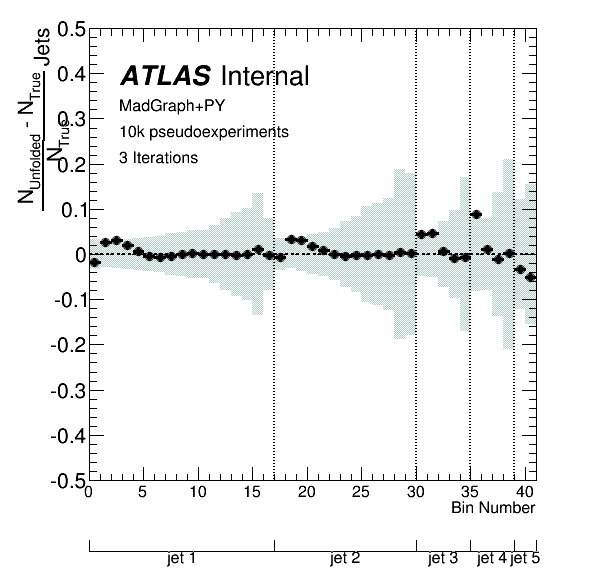 N_Unfolded - N_True
N_True
Jets
0.5
0.4
0.3
0.2
0.1
0
-0.1
-0.2
-0.3
-0.4
-0.5
ATLAS Internal
MadGraph+PY
10k pseudoexperiments
3 Iterations
0 5 10 15 20 25 30 35 40
Bin Number
jet 1 jet 2 jet 3 jet 4 jet 5